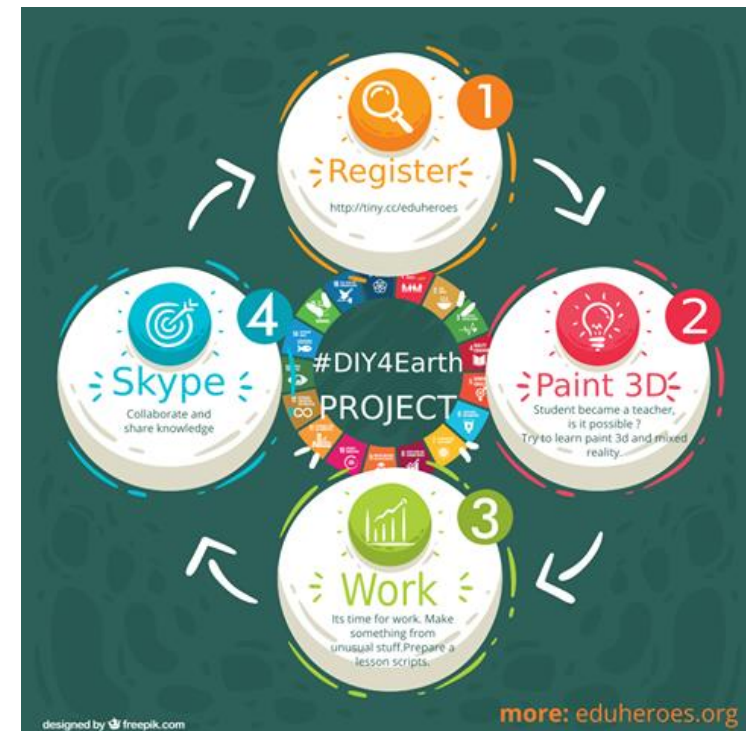 1
Register
http://tiny.cc/eduheroes
2
Paint 3D
Student became a teacher,
is it possible ?
Try to learn paint 3d and mixed
reality.
3
Work
Its time for work. Make
something from
unusual stuff.Prepare a
lesson scripts.
4
Skype
Collaborate and
share knowledge
#DIY4Earth
PROJECT
more: eduheroes.org
designed by freepik.com